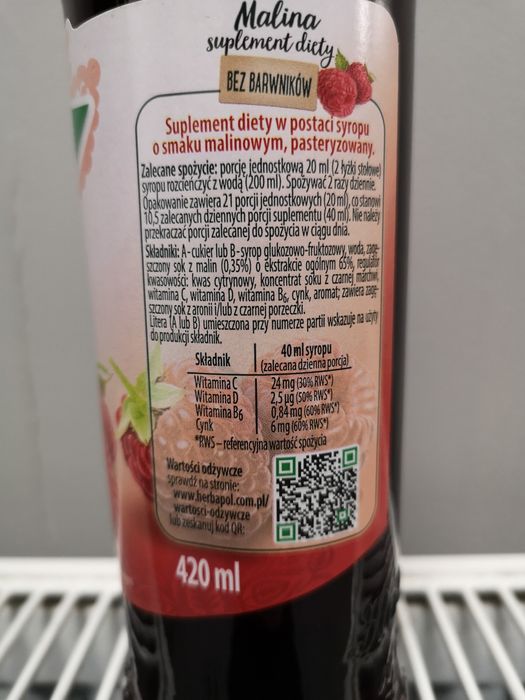 Malina
suplement diety
BEZ BARWNIKÓW
Suplement diety w postaci syropu
o smaku malinowym, pasteryzowany.
Zalecane spożycie: porcję jednostkową 20 ml (2 łyżki stołowe)
syropu rozcieńczyć z wodą (200 ml). Spożywać 2 razy dziennie.
Opakowanie zawiera 21 porcji jednostkowych (20 ml), co stanowi
10,5 zalecanych dziennych porcji suplementu (40 ml). Nie należy
przekraczać porcji zalecanej do spożycia w ciągu dnia.
Składniki: A - cukier lub B - syrop glukozowo-fruktozowy, woda, zagę-
szczony sok z malin (0,35%) o ekstrakcie ogólnym 65%, regulator
kwasowości: kwas cytrynowy, koncentrat soku z czarnej marchwi,
witamina C, witamina D, witamina B6, cynk, aromat; zawiera zagę-
szczony sok z aronii i/lub z czarnej porzeczki.
Litera (A lub B) umieszczona przy numerze partii wskazuje na użyty
do produkcji składnik.
Składnik 40 ml syropu
(zalecana dzienna porcja)
Witamina C 24 mg (30% RWS*)
Witamina D 2,5 µg (50% RWS*)
Witamina B6 0,84 mg (60% RWS*)
Cynk 6 mg (60% RWS*)
*RWS – referencyjna wartość spożycia
Wartości odżywcze
sprawdź na stronie:
www.herbapol.com.pl/
wartosci-odzywcze
lub zeskanuj kod QR:
420 ml